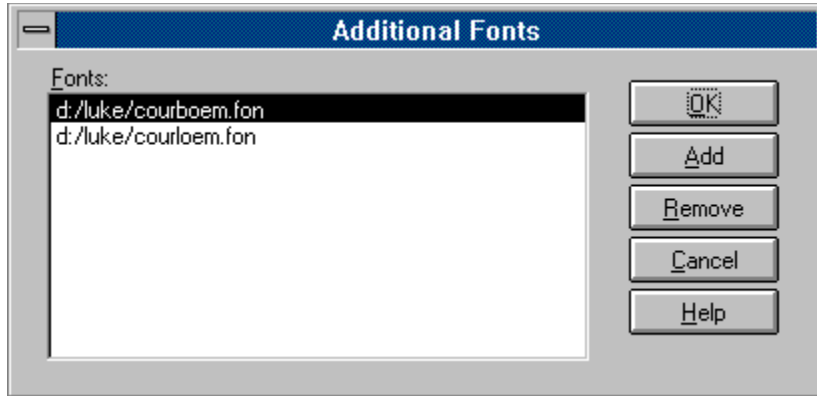 Additional Fonts
Fonts:
d:/luke/courboem.fon
d:/luke/courloem.fon
OK
Add
Remove
Cancel
Help